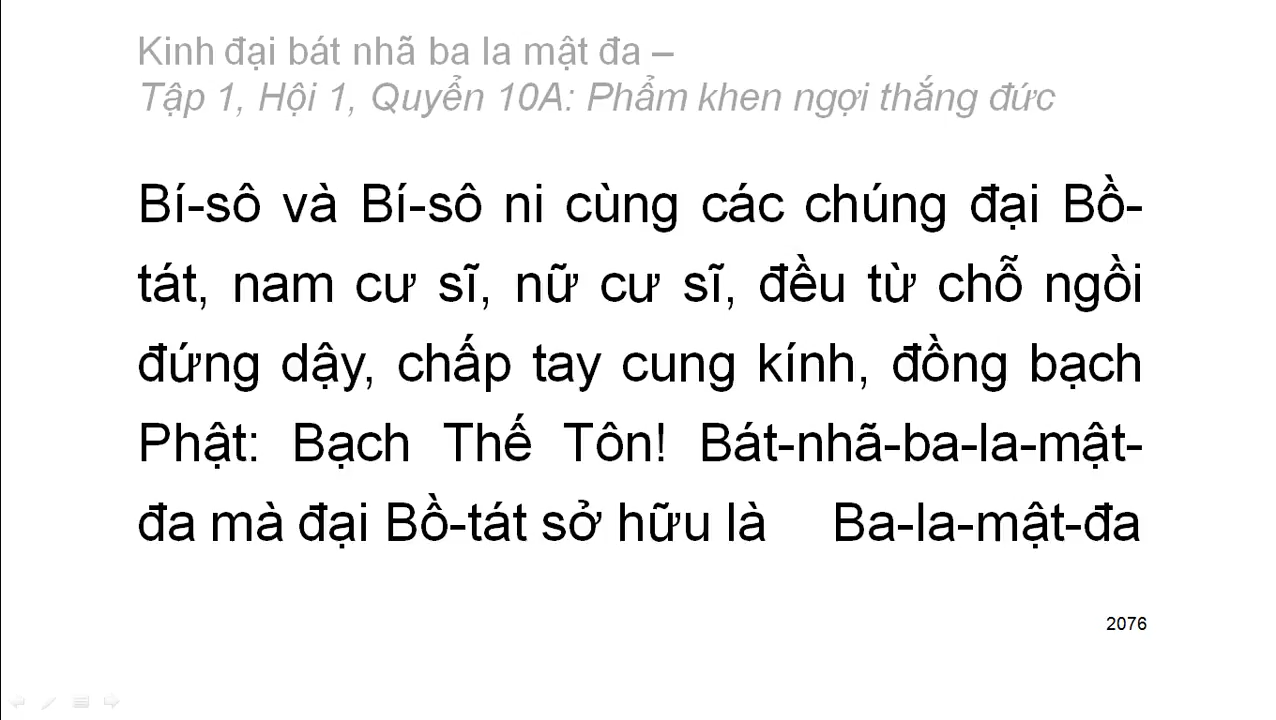 Kinh đại bát nhã ba la mật đa –
Tập 1, Hội 1, Quyển 10A: Phẩm khen ngợi thắng đức
Bí-sô và Bí-sô ni cùng các chúng đại Bồ-
tát, nam cư sĩ, nữ cư sĩ, đều từ chỗ ngồi
đứng dậy, chấp tay cung kính, đồng bạch
Phật: Bạch Thế Tôn! Bát-nhã-ba-la-mật-
đa mà đại Bồ-tát sở hữu là Ba-la-mật-đa
2076